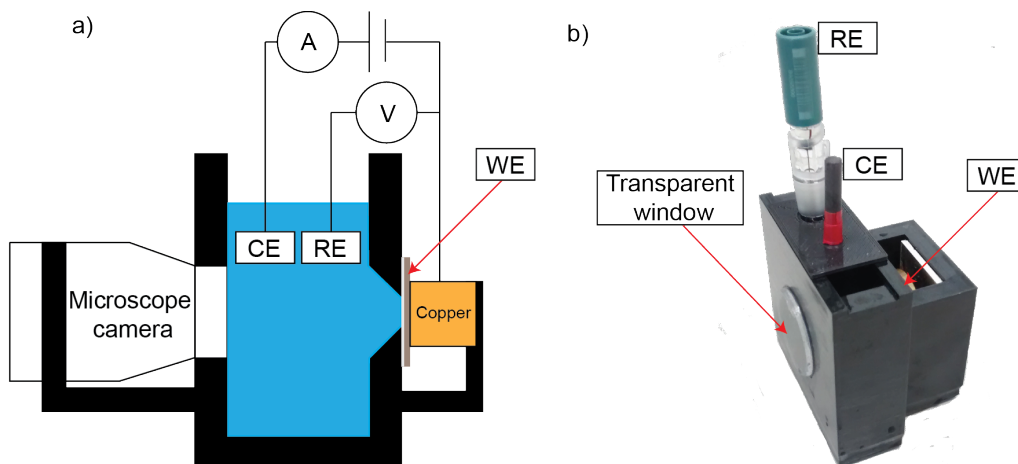 a)
A
V
WE
CE
RE
Microscope
camera
Copper
b)
RE
CE
WE
Transparent
window